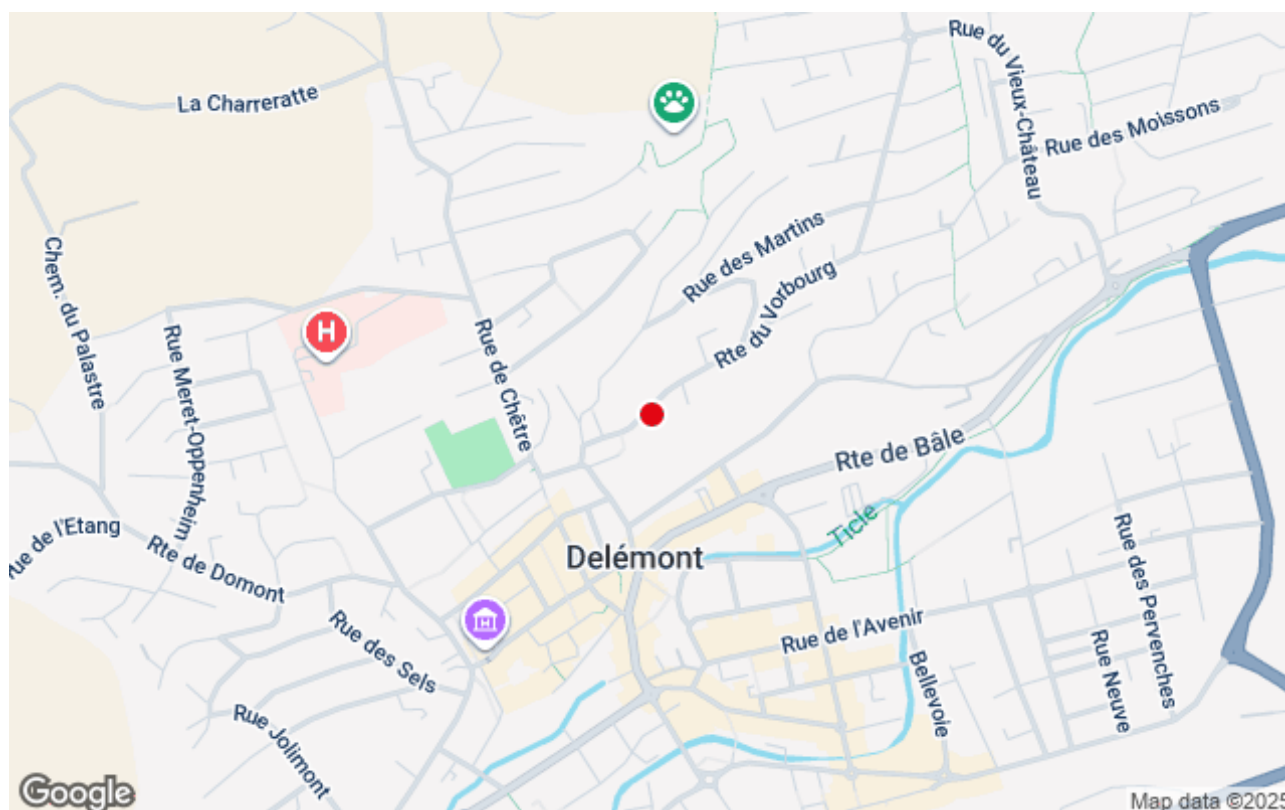 La Charreratte
Rue du Vieux-Château
Rue des Moissons
Chem. du Palastre
Rue des Martins
Rte du Vorbourg
H
Rue Meret-Oppenheim
Rue de Chêtre
Rte de Bâle
Rue de l'Etang
Rte de Domont
Delémont
Ticle
Rue des Pervenches
Rue de l'Avenir
H
Rue des Sels
Bellevoie
Rue Neuve
Rue Jolimont
Google
Map data ©2025